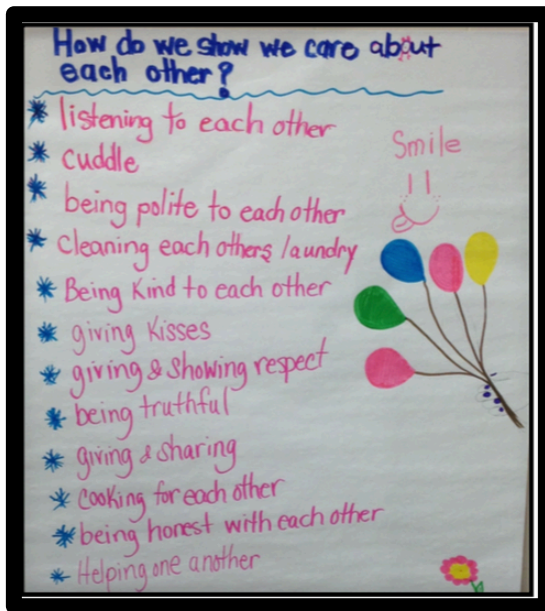 How do we show we care about
each other?
* listening to each other
* cuddle
* being polite to each other
* Cleaning each others laundry
* Being Kind to each other
* giving Kisses
* giving & showing respect
* being truthful
* giving & sharing
* cooking for each other
* being honest with each other
* Helping one another
Smile